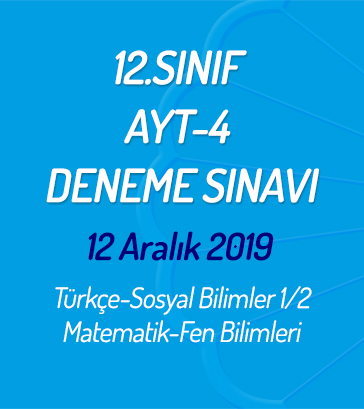 12.SINIF
AYT-4
DENEME SINAVI
12 Aralık 2019
Türkçe-Sosyal Bilimler 1/2
Matematik-Fen Bilimleri